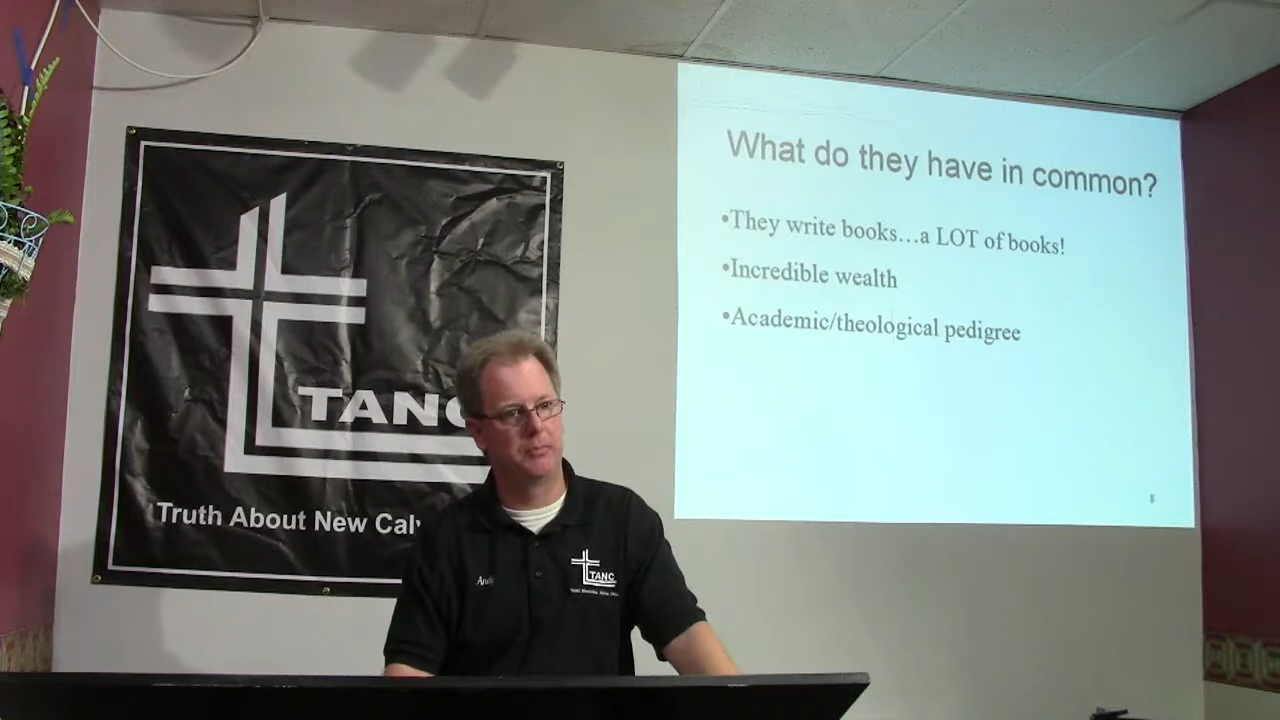 TANC
Truth About New Cal
What do they have in common?
•They write books…a LOT of books!
•Incredible wealth
•Academic/theological pedigree
8
TANC